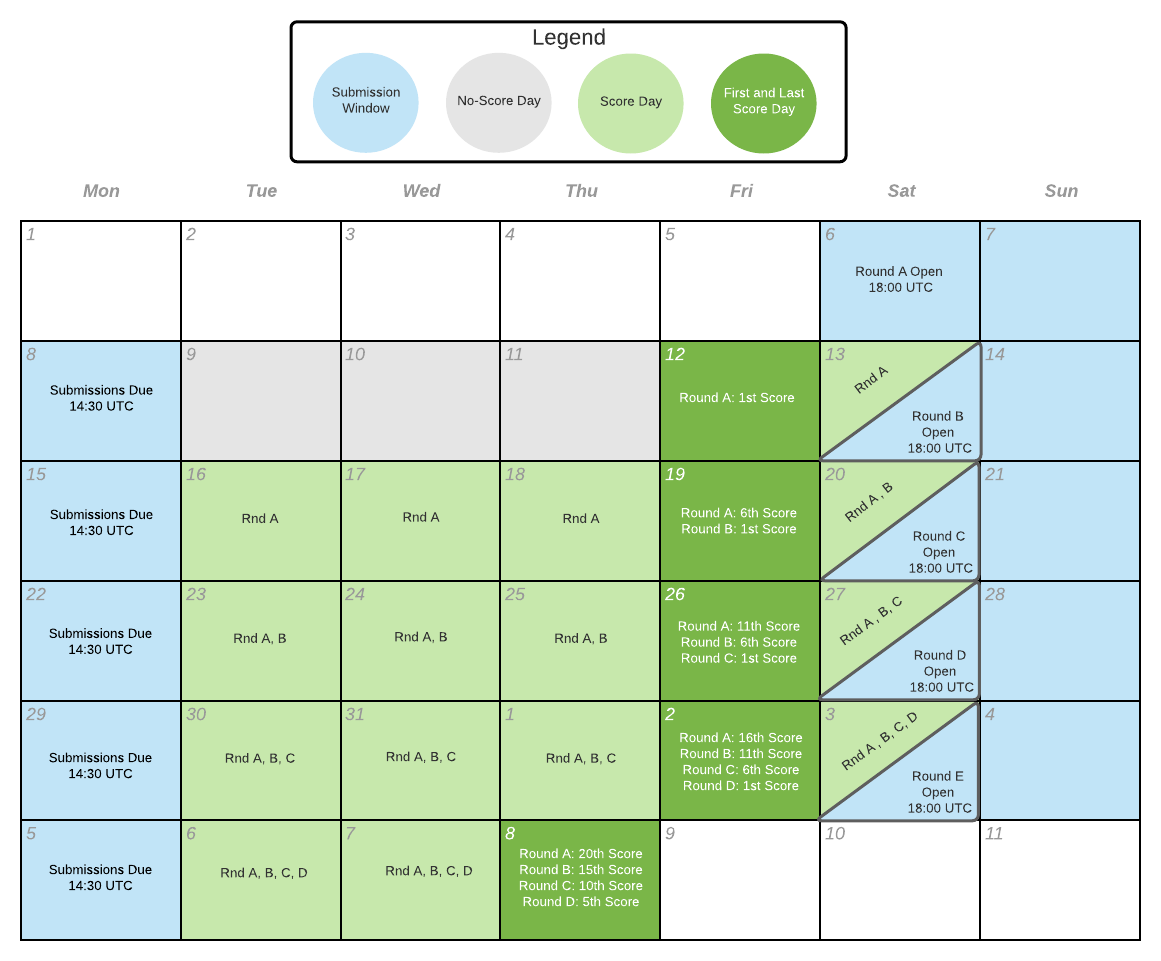 Legend
Submission
Window
No-Score Day
Score Day
First and Last
Score Day
Mon
Tue
Wed
Thu
Fri
Sat
Sun
1
2
3
4
5
6
Round A Open
18:00 UTC
7
8
Submissions Due
14:30 UTC
9
10
11
12
Round A: 1st Score
13
Rnd A
Round B
Open
18:00 UTC
14
15
Submissions Due
14:30 UTC
16
Rnd A
17
Rnd A
18
Rnd A
19
Round A: 6th Score
Round B: 1st Score
20
Rnd A , B
Round C
Open
18:00 UTC
21
22
Submissions Due
14:30 UTC
23
Rnd A, B
24
Rnd A, B
25
Rnd A, B
26
Round A: 11th Score
Round B: 6th Score
Round C: 1st Score
27
Rnd A , B, C
Round D
Open
18:00 UTC
28
29
Submissions Due
14:30 UTC
30
Rnd A, B, C
31
Rnd A, B, C
1
Rnd A, B, C
2
Round A: 16th Score
Round B: 11th Score
Round C: 6th Score
Round D: 1st Score
3
Rnd A , B, C, D
Round E
Open
18:00 UTC
4
5
Submissions Due
14:30 UTC
6
Rnd A, B, C, D
7
Rnd A, B, C, D
8
Round A: 20th Score
Round B: 15th Score
Round C: 10th Score
Round D: 5th Score
9
10
11